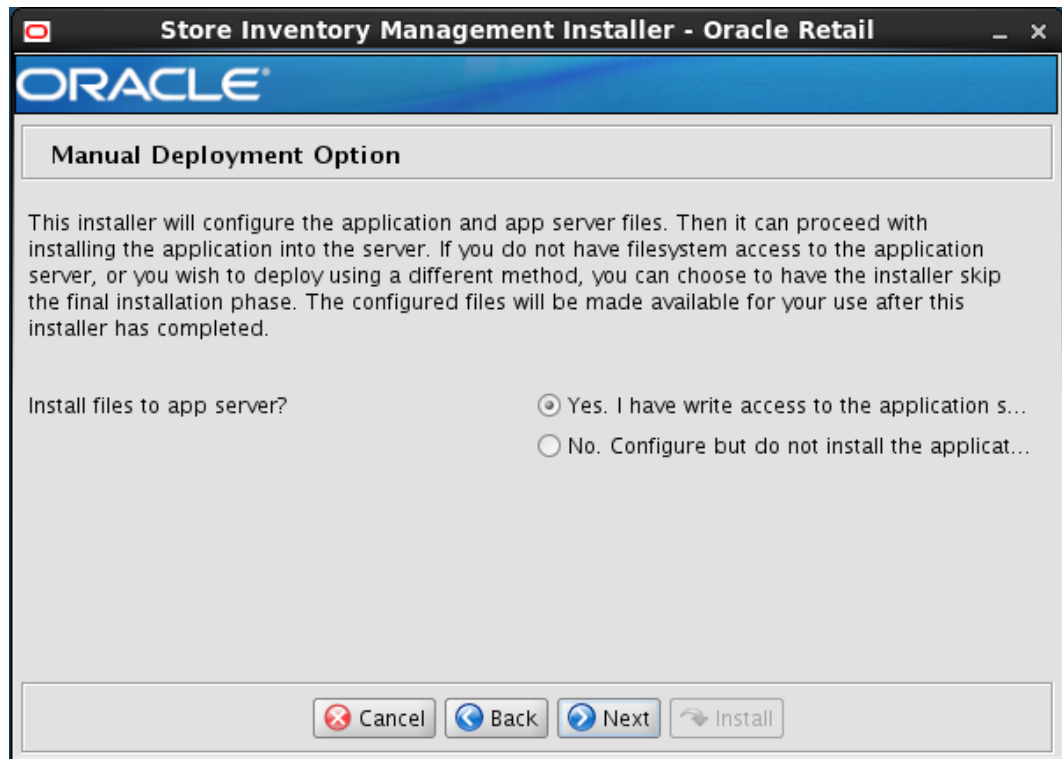 Store Inventory Management Installer - Oracle Retail
ORACLE
Manual Deployment Option
This installer will configure the application and app server files. Then it can proceed with
installing the application into the server. If you do not have filesystem access to the application
server, or you wish to deploy using a different method, you can choose to have the installer skip
the final installation phase. The configured files will be made available for your use after this
installer has completed.
Install files to app server?
Yes. I have write access to the application s...
No. Configure but do not install the applicat...
Cancel Back Next Install